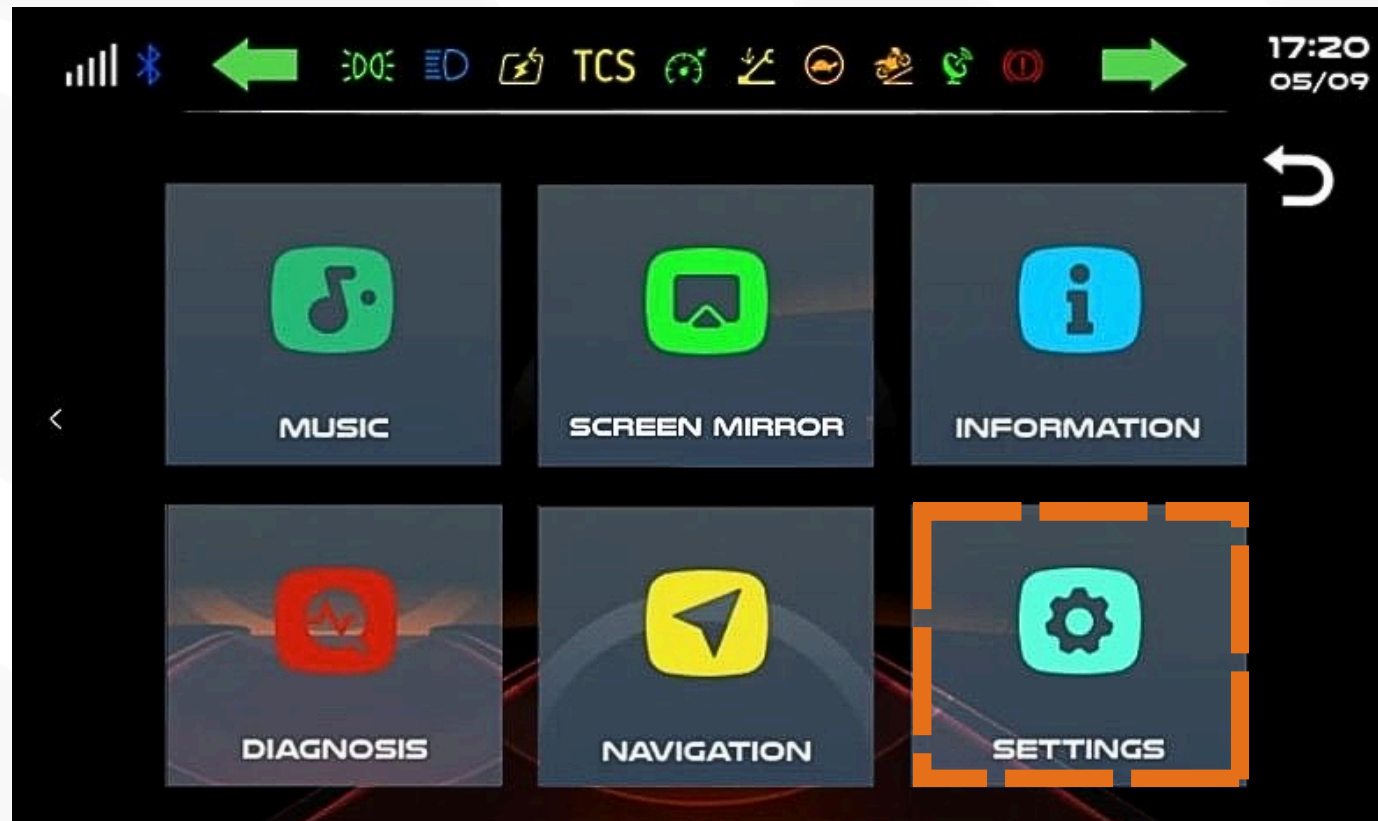 17:20
TCS
05/09
MUSIC
SCREEN MIRROR
INFORMATION
DIAGNOSIS
NAVIGATION
SETTINGS